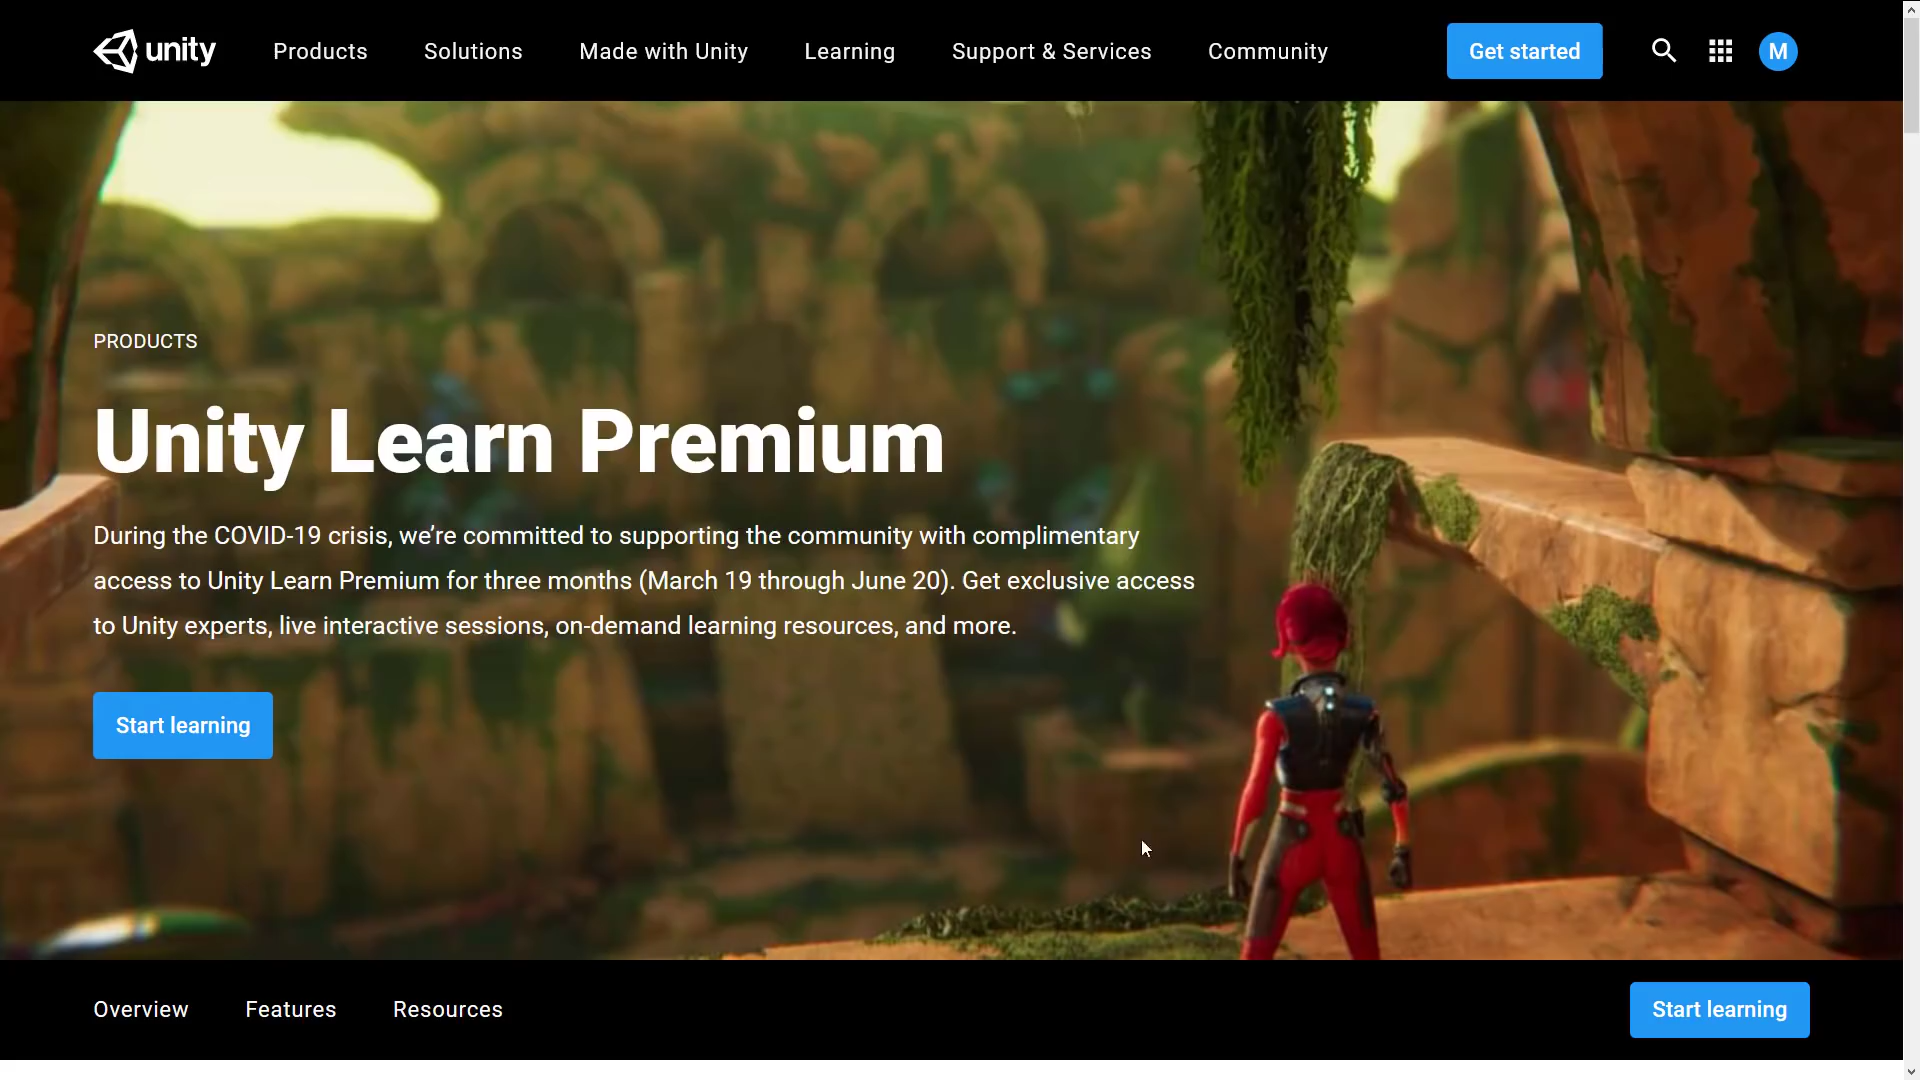 unity
Products
Solutions
Made with Unity
Learning
Support & Services
Community
Get started
M
PRODUCTS
Unity Learn Premium
During the COVID-19 crisis, we’re committed to supporting the community with complimentary
access to Unity Learn Premium for three months (March 19 through June 20). Get exclusive access
to Unity experts, live interactive sessions, on-demand learning resources, and more.
Start learning
Overview
Features
Resources
Start learning